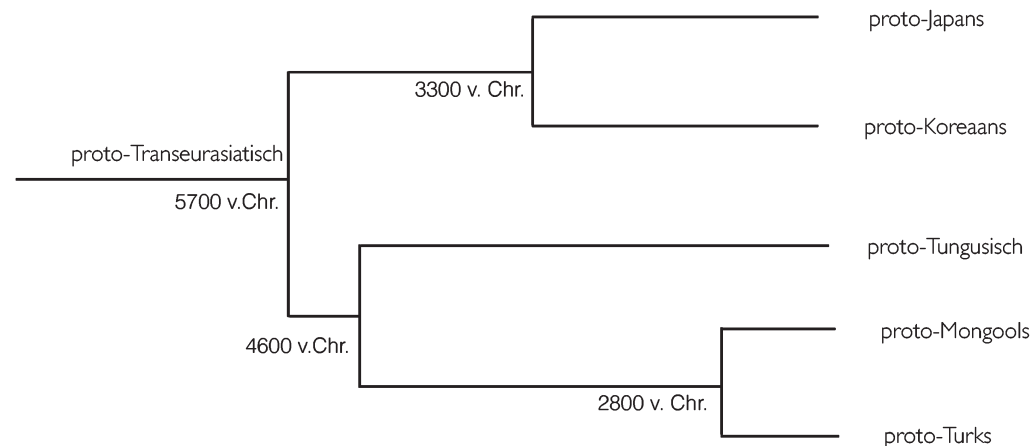 proto-Japans
3300 v. Chr.
proto-Koreaans
proto-Transeurasiatisch
5700 v.Chr.
proto-Tungusisch
4600 v.Chr.
proto-Mongools
2800 v. Chr.
proto-Turks